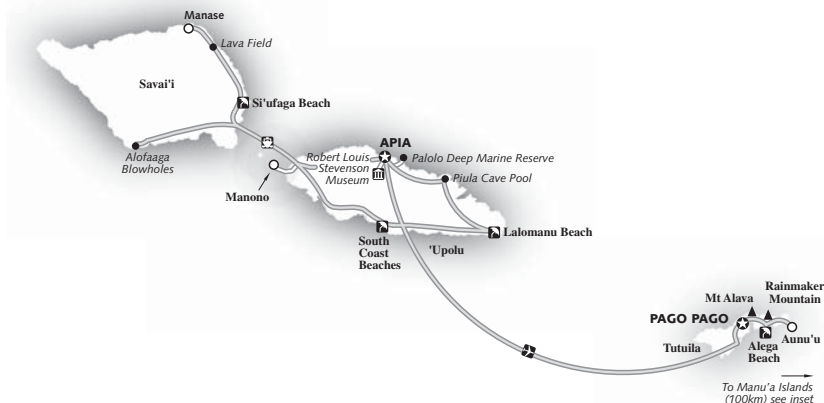 Manase
Lava Field
Savai'i
Si'ufaga Beach
Alofaaga
Blowholes
APIA
Robert Louis
Stevenson
Museum
Palolo Deep Marine Reserve
Piula Cave Pool
Manono
South
Coast
Beaches
'Upolu
Lalomanu Beach
Rainmaker
Mountain
Mt Alava
PAGO PAGO
Tutuila
Alega
Beach
Aunu'u
To Manu'a Islands
(100km) see inset